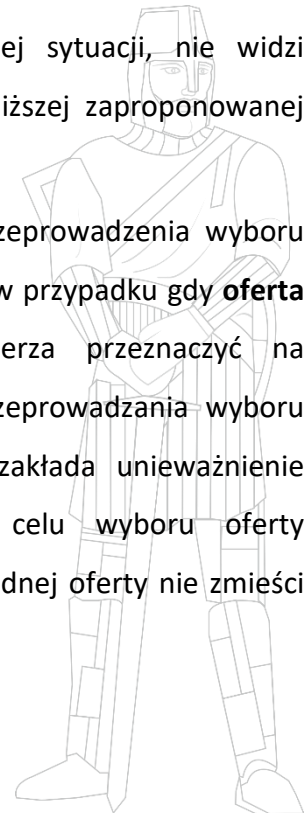 ej sytuacji, nie widzi
iższej zaproponowanej
zeprowadzenia wyboru
w przypadku gdy oferta
erza przeznaczyć na
zeprowadzania wyboru
zakłada unieważnienie
celu wyboru oferty
dnej oferty nie zmieści